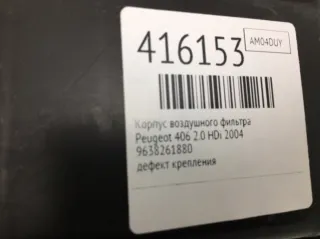 416153
AM04DUY
Корпус воздушного фильтра
Peugeot 406 2.0 HDi 2004
9638261880
дефект крепления